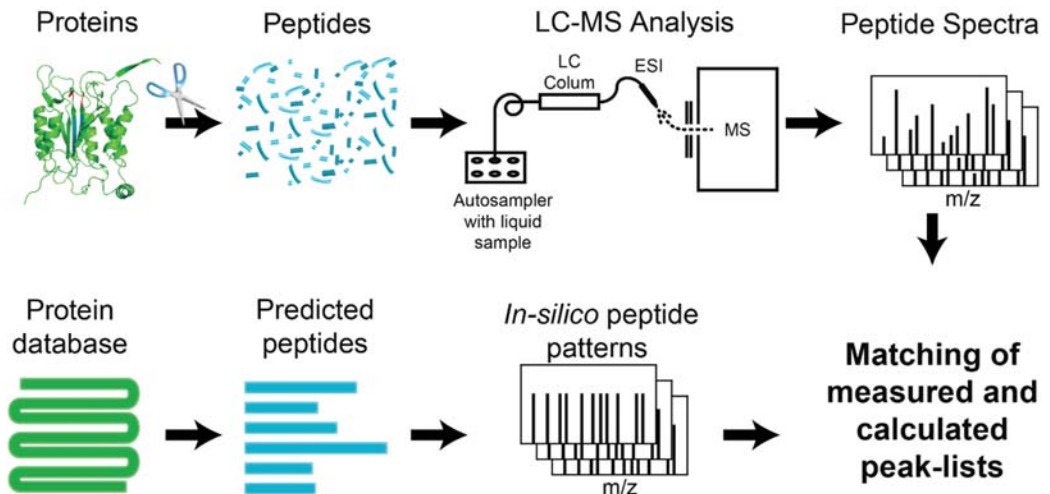 Proteins
Peptides
LC-MS Analysis
Peptide Spectra
LC
Colum
ESI
MS
Autosampler
with liquid
sample
m/z
Protein
database
Predicted
peptides
In-silico peptide
patterns
m/z
Matching of
measured and
calculated
peak-lists